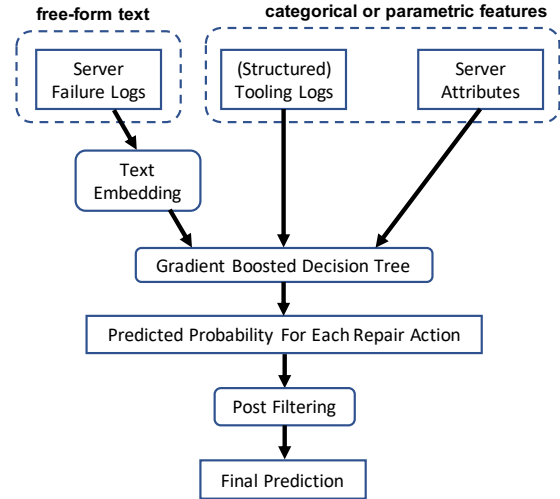 free-form text
categorical or parametric features
Server
Failure Logs
(Structured)
Tooling Logs
Server
Attributes
Text
Embedding
Gradient Boosted Decision Tree
Predicted Probability For Each Repair Action
Post Filtering
Final Prediction